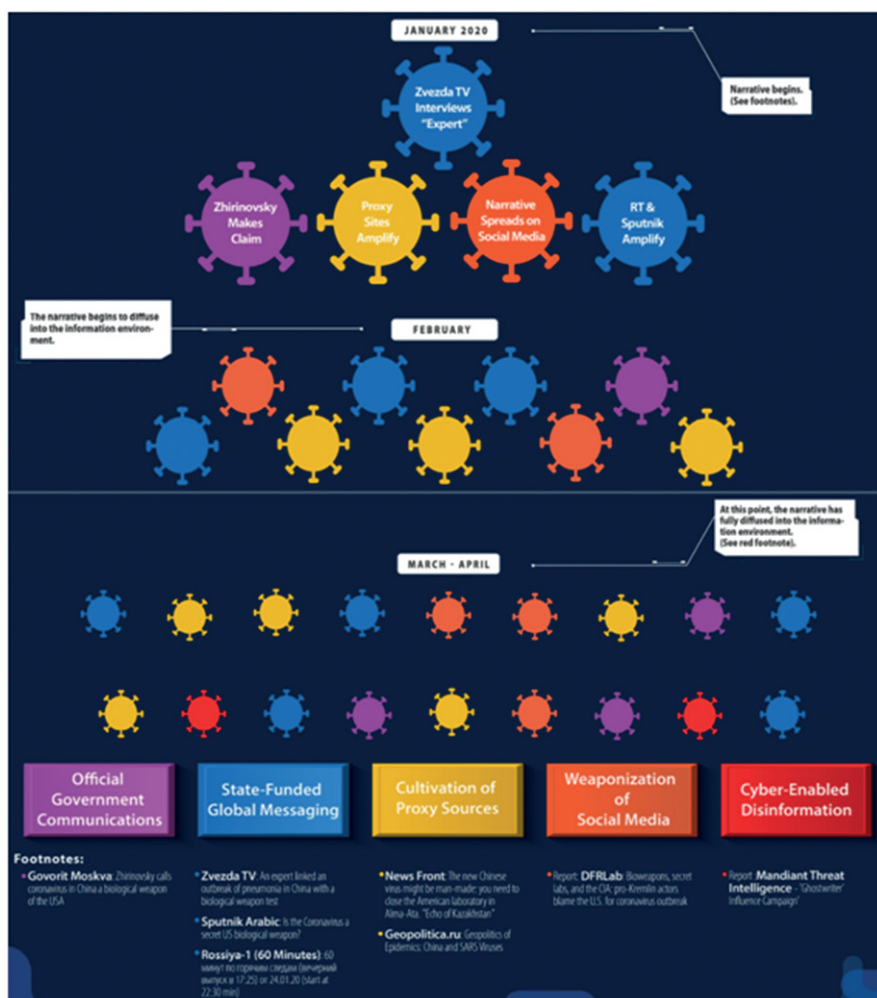 JANUARY 2020
Narrative begins.
(See footnotes).
Zvezda TV
Interviews
"Expert"
Zhirinovsky
Makes
Claim
Proxy
Sites
Amplify
Narrative
Spreads on
Social Media
RT &
Sputnik
Amplify
The narrative begins to diffuse
into the information environ-
ment.
FEBRUARY
At this point, the narrative has
fully diffused into the informa-
tion environment.
(See red footnote).
MARCH - APRIL
Official
Government
Communications
State-Funded
Global Messaging
Cultivation of
Proxy Sources
Weaponization
of
Social Media
Cyber-Enabled
Disinformation
Footnotes:
Govorit Moskva: Zhirinovsky calls
coronavirus in China a biological weapon
of the USA
Zvezda TV: An expert linked an
outbreak of pneumonia in China with a
biological weapon test
Sputnik Arabic: Is the Coronavirus a
secret US biological weapon?
Rossiya-1 (60 Minutes): 60
минут по горячим следам (вечерний
выпуск в 17:25) от 24.01.20 (start at
22:30 min)
News Front: The new Chinese
virus might be man-made; you need to
close the American laboratory in
Alma-Ata. "Echo of Kazakhstan"
Geopolitica.ru: Geopolitics of
Epidemics: China and SARS Viruses
Report: DFRLab: Bioweapons, secret
labs, and the CIA: pro-Kremlin actors
blame the U.S. for coronavirus outbreak
Report: Mandiant Threat
Intelligence - 'Ghostwriter'
Influence Campaign'